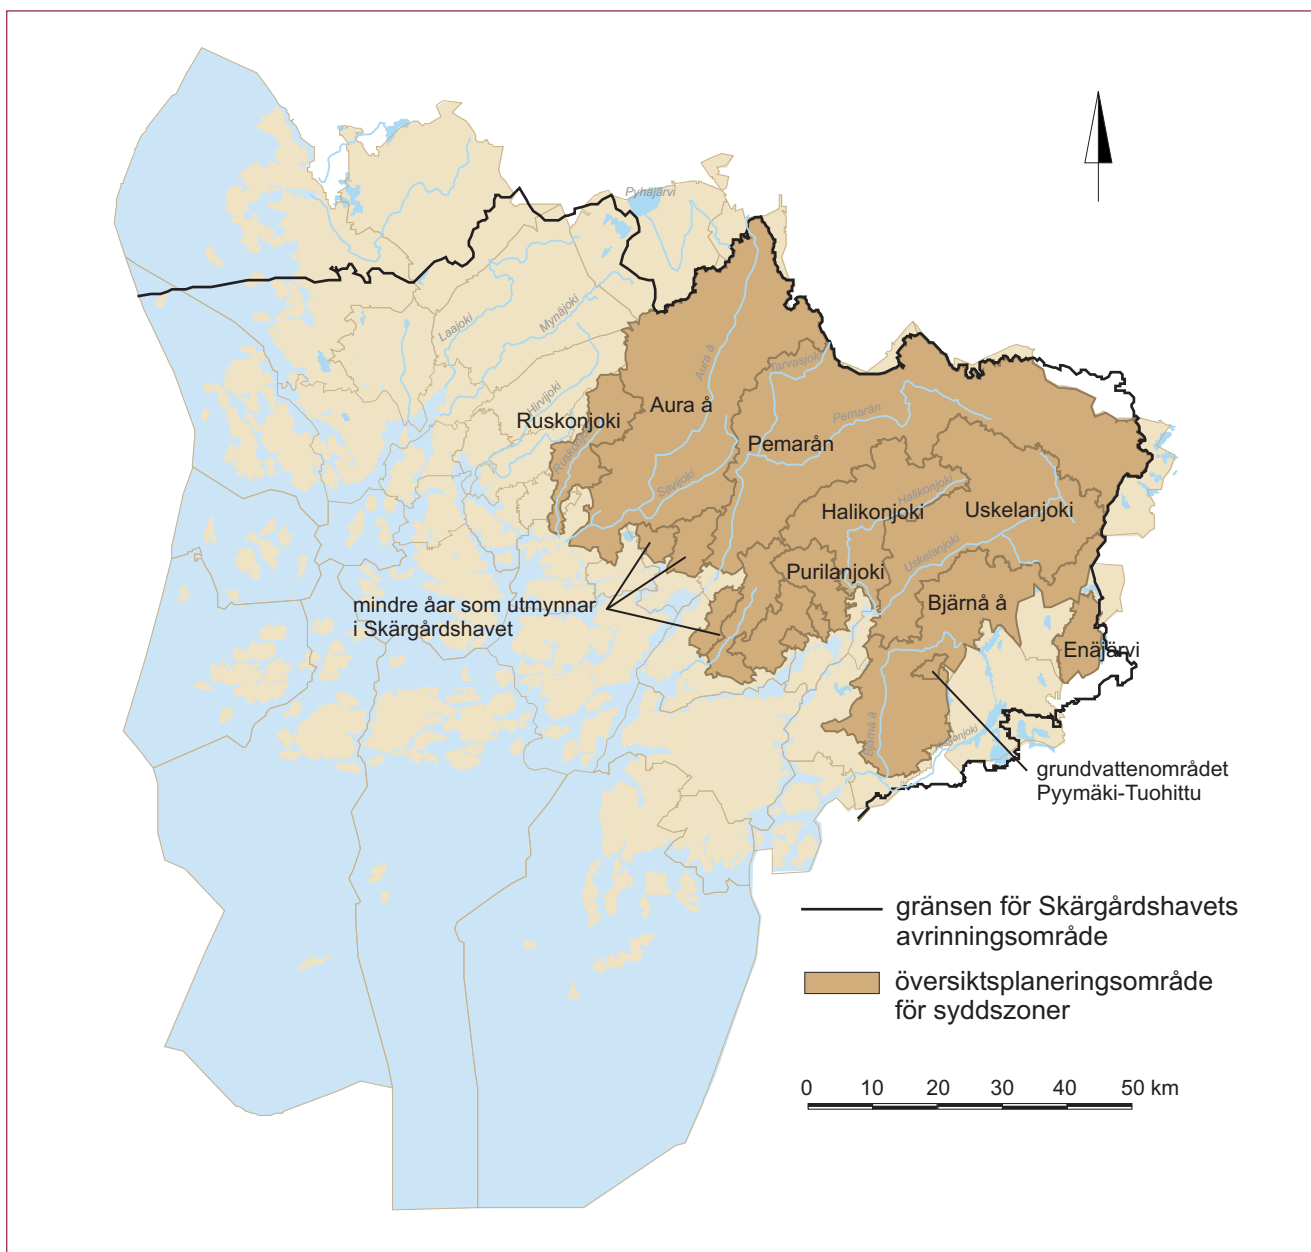 Pyhäjärvi
Laajoki
Mynäjoki
Hirvijoki
Aura å
Tarvasjoki
Pemarån
Ruskonjoki
Aura å
Pemarån
Savijoki
Halikonjoki
Halikonjoki
Uskelanjoki
Uskelanjoki
Purilanjoki
Bjärnå å
mindre åar som utmynnar
i Skärgårdshavet
Enäjärvi
Bjärnå å
grundvattenområdet
Pyymäki-Tuohittu
gränsen för Skärgårdshavets
avrinningsområde
översiktsplaneringsområde
för syddszoner
0 10 20 30 40 50 km